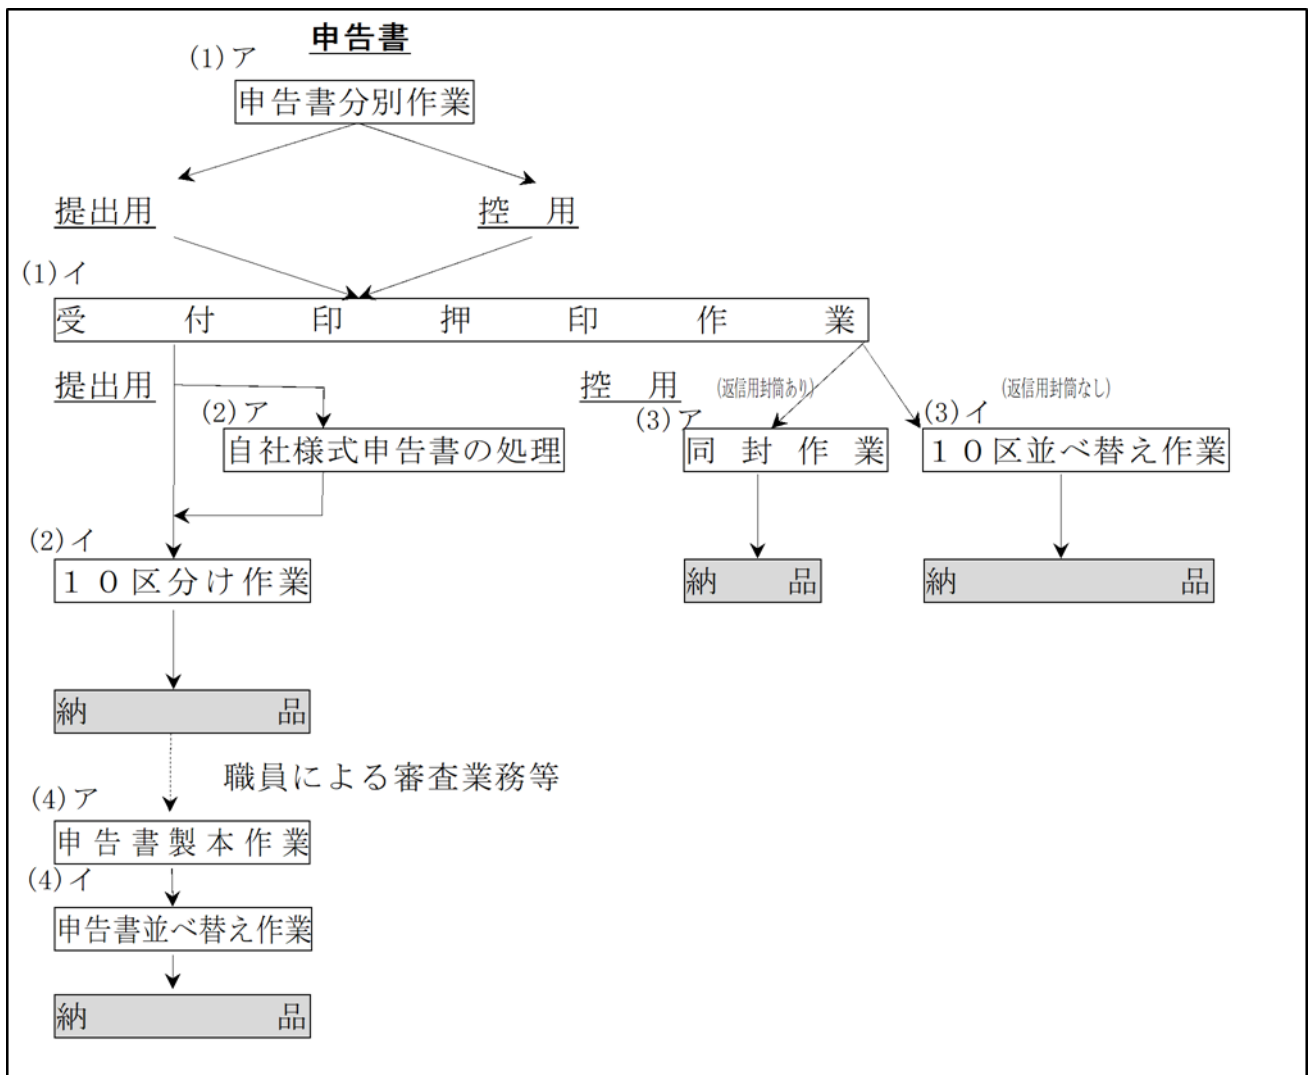 申告書
(1)ア
申告書分別作業
提出用
控　用
(1)イ
受付印押印作業
提出用
控　用
(返信用封筒あり)
(返信用封筒なし)
(2)ア
(3)ア
(3)イ
自社様式申告書の処理
同封作業
１０区並べ替え作業
(2)イ
１０区分け作業
納品
納品
納品
職員による審査業務等
(4)ア
申告書製本作業
(4)イ
申告書並べ替え作業
納品